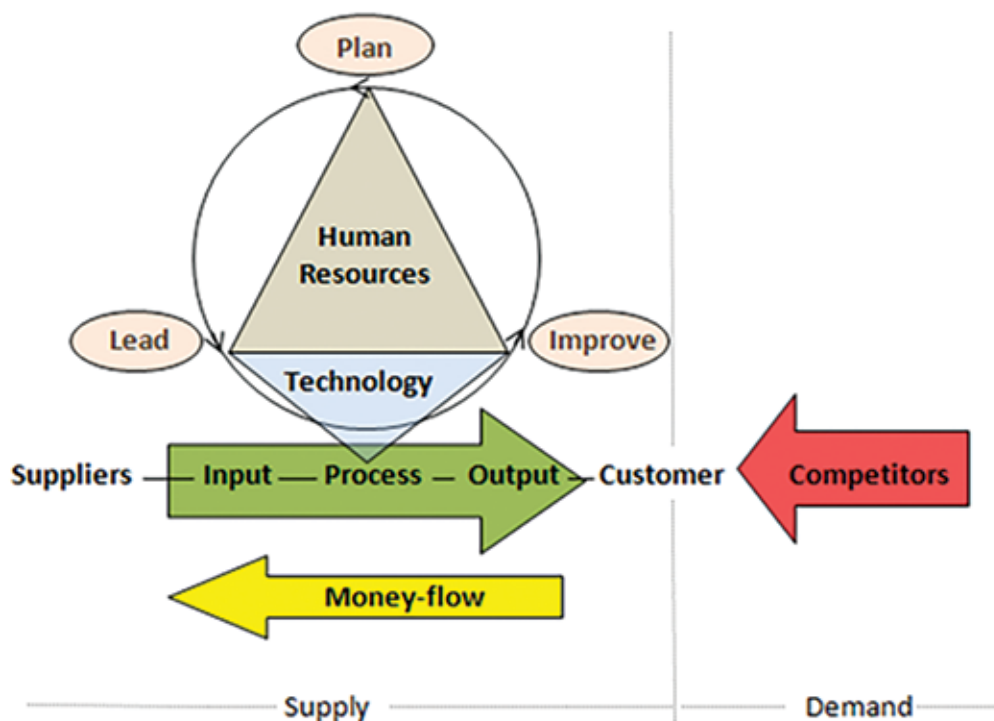 Plan
Human
Resources
Lead
Improve
Technology
Suppliers Input Process Output Customer Competitors
Money-flow
Supply Demand